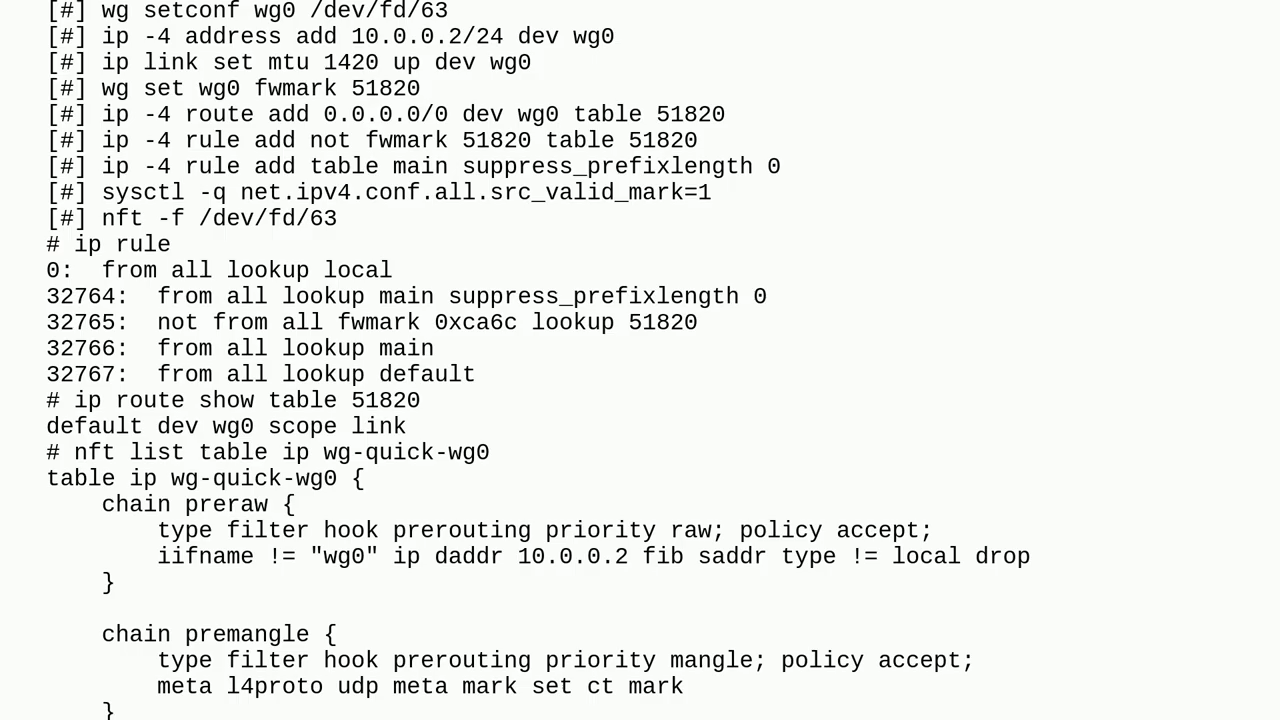 [#] wg setconf wg0 /dev/fd/63
[#] ip -4 address add 10.0.0.2/24 dev wg0
[#] ip link set mtu 1420 up dev wg0
[#] wg set wg0 fwmark 51820
[#] ip -4 route add 0.0.0.0/0 dev wg0 table 51820
[#] ip -4 rule add not fwmark 51820 table 51820
[#] ip -4 rule add table main suppress_prefixlength 0
[#] sysctl -q net.ipv4.conf.all.src_valid_mark=1
[#] nft -f /dev/fd/63
# ip rule
0:  from all lookup local
32764:  from all lookup main suppress_prefixlength 0
32765:  not from all fwmark 0xca6c lookup 51820
32766:  from all lookup main
32767:  from all lookup default
# ip route show table 51820
default dev wg0 scope link
# nft list table ip wg-quick-wg0
table ip wg-quick-wg0 {
    chain preraw {
        type filter hook prerouting priority raw; policy accept;
        iifname != "wg0" ip daddr 10.0.0.2 fib saddr type != local drop
    }

    chain premangle {
        type filter hook prerouting priority mangle; policy accept;
        meta l4proto udp meta mark set ct mark
    }